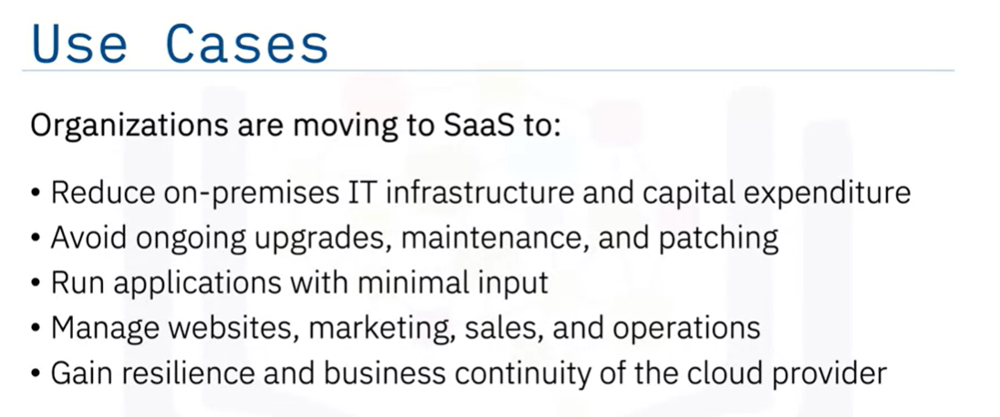 Use Cases
Organizations are moving to SaaS to:
• Reduce on-premises IT infrastructure and capital expenditure
• Avoid ongoing upgrades, maintenance, and patching
• Run applications with minimal input
• Manage websites, marketing, sales, and operations
• Gain resilience and business continuity of the cloud provider